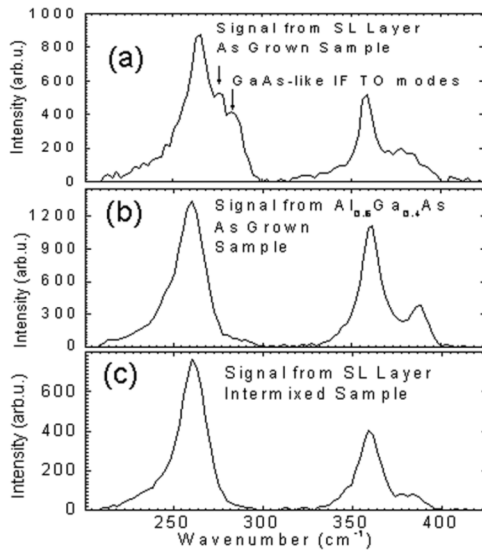 1000
800
600
400
200
0
Intensity (arb.u.)
(a)
Signal from SL Layer
As Grown Sample
GaAs-like IF TO modes
1200
900
600
300
0
Intensity (arb.u.)
(b)
Signal from Al0.6Ga0.4As
As Grown
Sample
600
400
200
0
Intensity (arb.u.)
(c)
Signal from SL Layer
Intermixed Sample
250 300 350 400
Wavenumber (cm⁻¹)